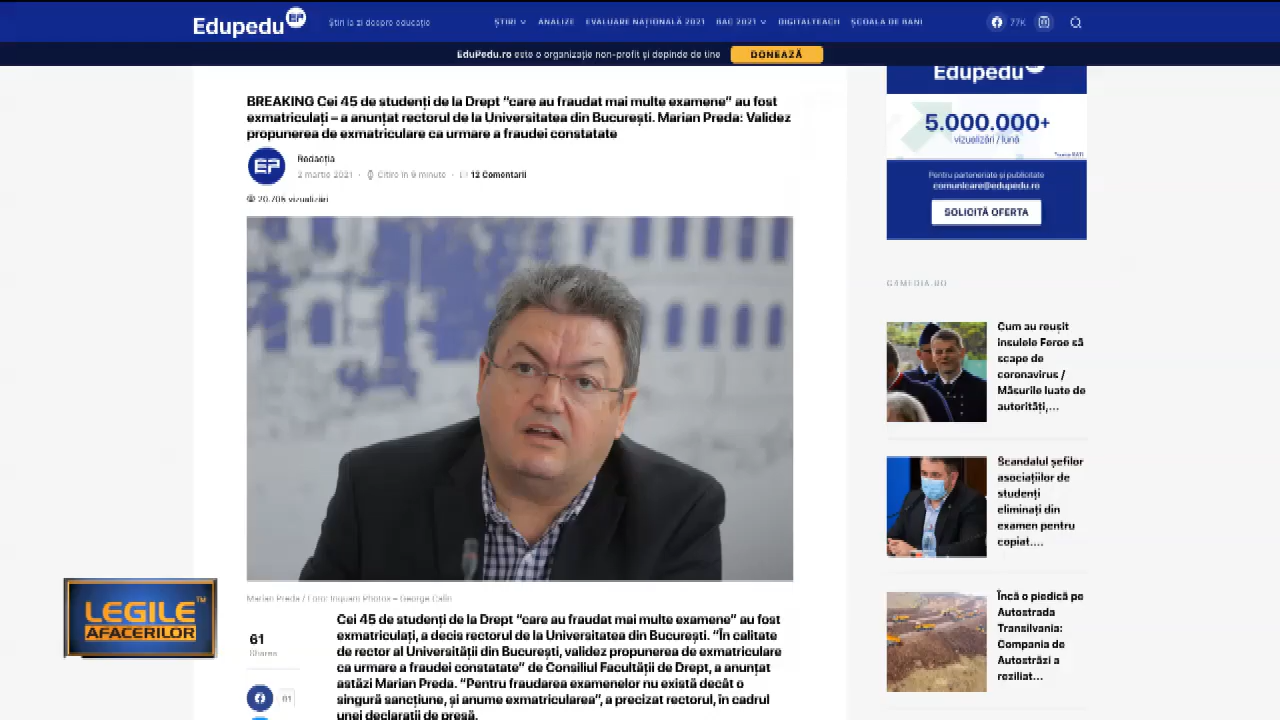 Edupedu EP
Știri la zi despre educație
ȘTIRI
ANALIZE
EVALUARE NAȚIONALĂ 2021
BAC 2021
DIGITALTEACH
ȘCOALA DE BANI
77K
EduPedu.ro este o organizație non-profit și depinde de tine
DONEAZĂ
BREAKING Cei 45 de studenți de la Drept “care au fraudat mai multe examene” au fost
exmatriculați – a anunțat rectorul de la Universitatea din București. Marian Preda: Validez
propunerea de exmatriculare ca urmare a fraudei constatate
EP
Redacția
2 martie 2021 · Citire în 9 minute · 12 Comentarii
20.706 vizualizări
Marian Preda / Foto: Inquam Photos – George Călin
61
Shares
61
Cei 45 de studenți de la Drept “care au fraudat mai multe examene” au fost
exmatriculați, a decis rectorul de la Universitatea din București. “În calitate
de rector al Universității din București, validez propunerea de exmatriculare
ca urmare a fraudei constatate” de Consiliul Facultății de Drept, a anunțat
astăzi Marian Preda. “Pentru fraudarea examenelor nu există decât o
singură sancțiune, și anume exmatricularea”, a precizat rectorul, în cadrul
unei declarații de presă.
Edupedu
5.000.000+
vizualizări / lună
Pentru parteneriate și publicitate
comunicare@edupedu.ro
SOLICITĂ OFERTA
G4MEDIA.RO
Cum au reușit
insulele Feroe să
scape de
coronavirus /
Măsurile luate de
autorități,...
Scandalul șefilor
asociațiilor de
studenți
eliminați din
examen pentru
copiat....
Încă o piedică pe
Autostrada
Transilvania:
Compania de
Autostrăzi a
reziliat...
LEGILE TM
AFACERILOR